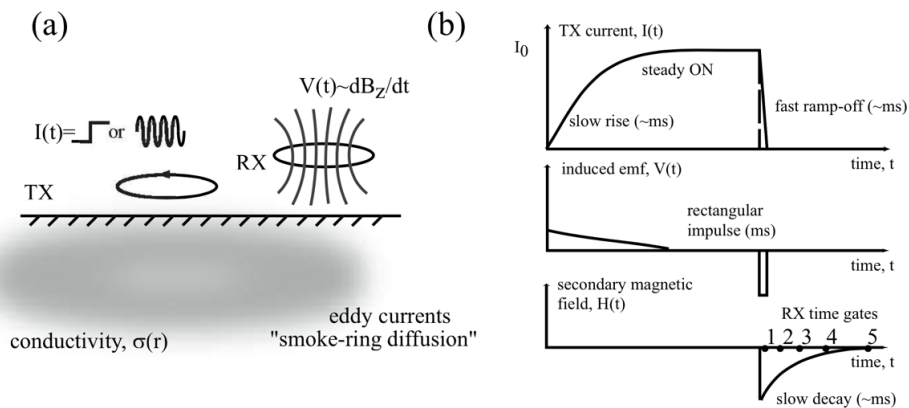 (a)
V(t)~dB_Z/dt
I(t)= or
RX
TX
eddy currents
"smoke-ring diffusion"
conductivity, σ(r)
(b)
TX current, I(t)
I_0
steady ON
slow rise (~ms)
fast ramp-off (~ms)
time, t
induced emf, V(t)
rectangular
impulse (ms)
time, t
secondary magnetic
field, H(t)
RX time gates
1 2 3 4 5
time, t
slow decay (~ms)